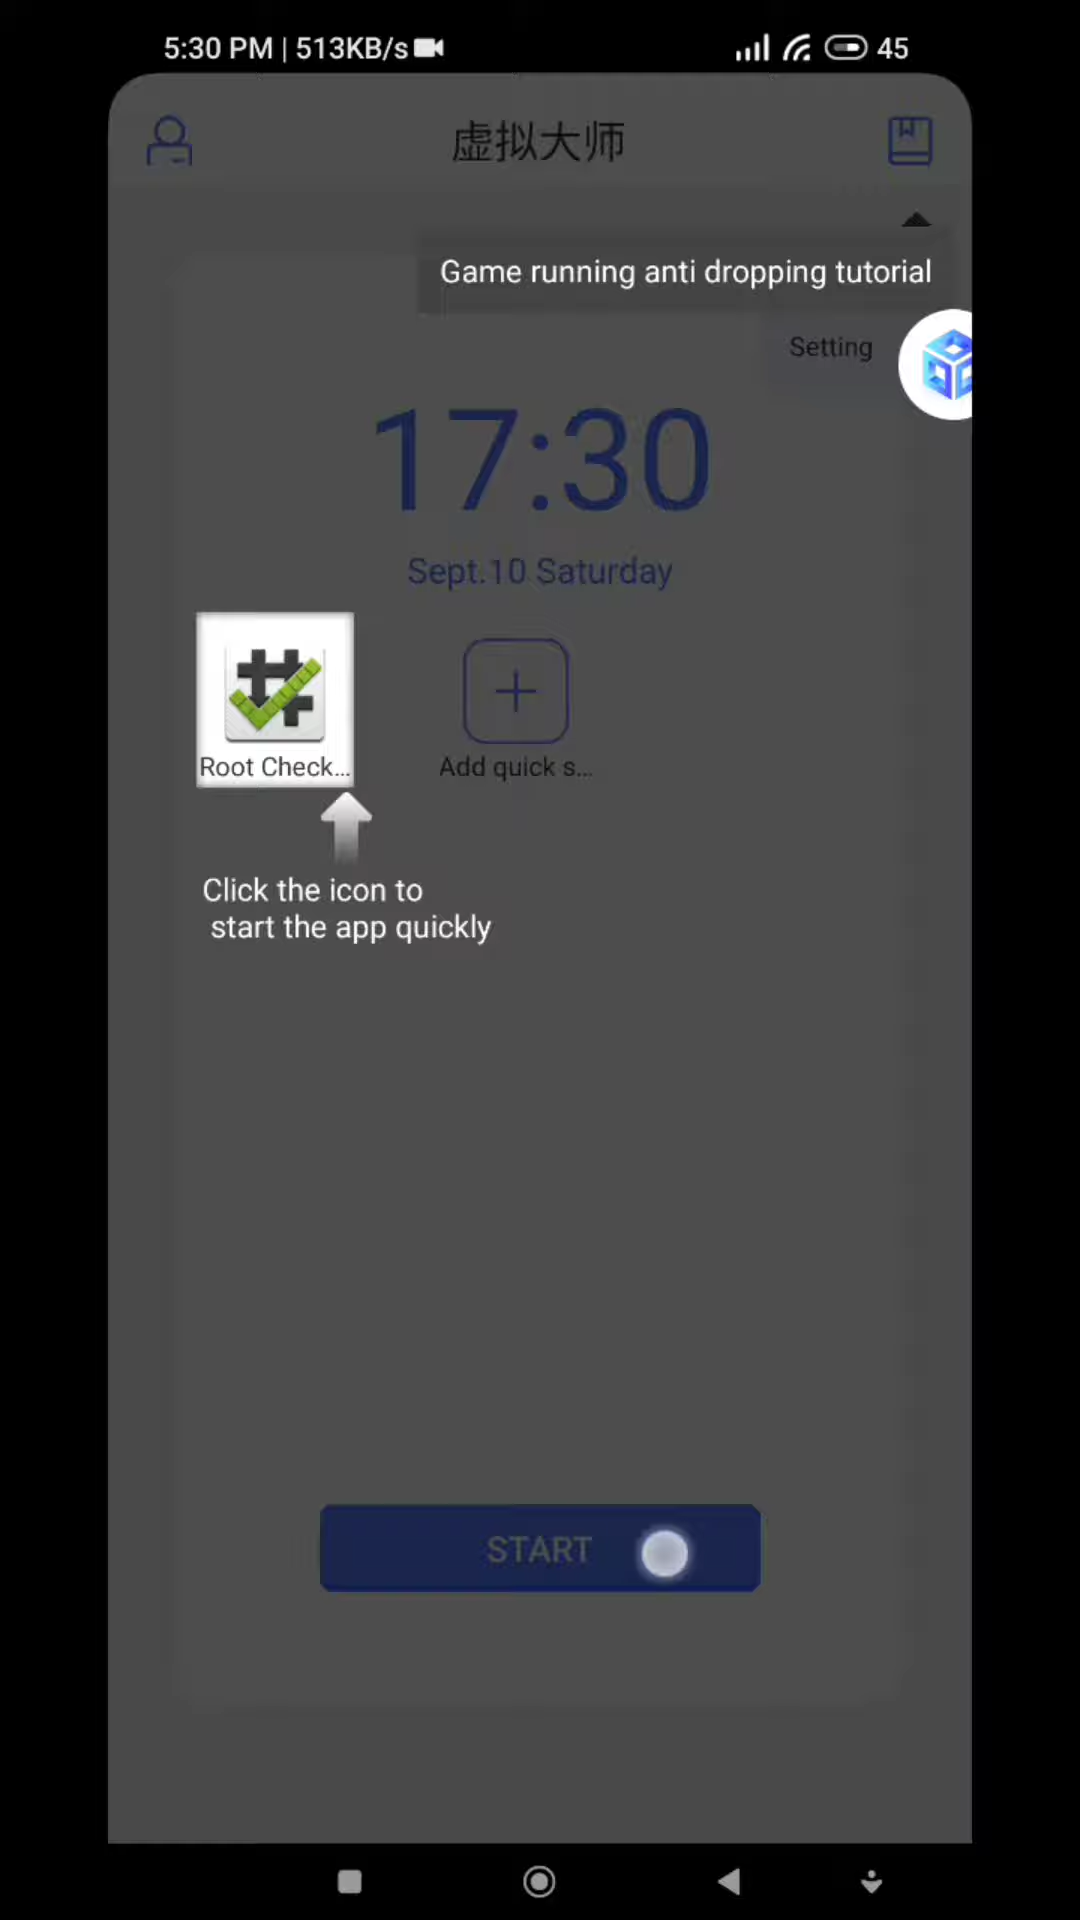 5:30 PM | 513KB/s 45
虚拟大师
Game running anti dropping tutorial
Setting
17:30
Sept.10 Saturday
Root Check...
Add quick s...
Click the icon to
start the app quickly
START